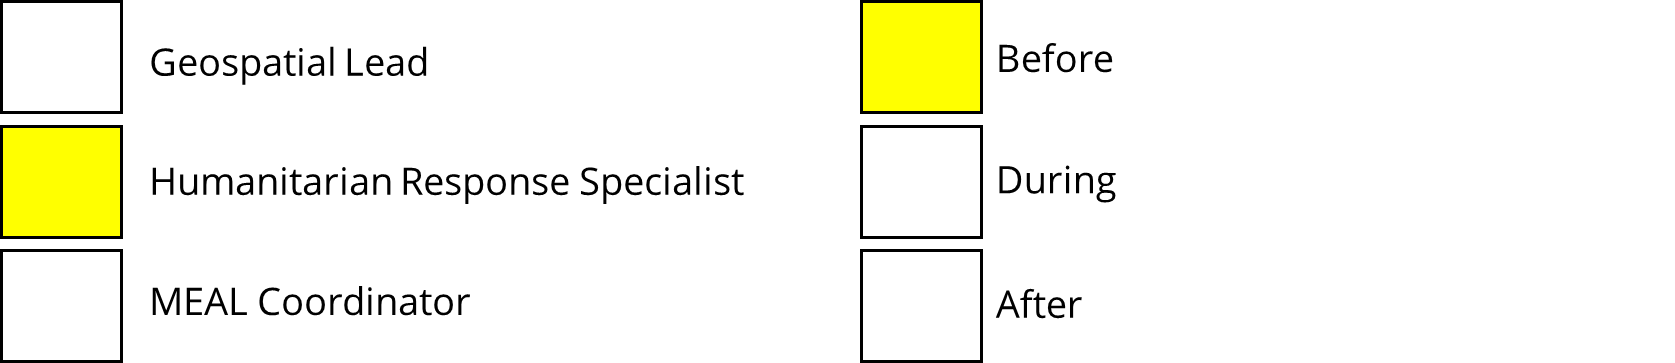 Geospatial Lead
Humanitarian Response Specialist
MEAL Coordinator
Before
During
After